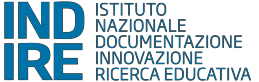 IND
IRE
ISTITUTO
NAZIONALE
DOCUMENTAZIONE
INNOVAZIONE
RICERCA EDUCATIVA